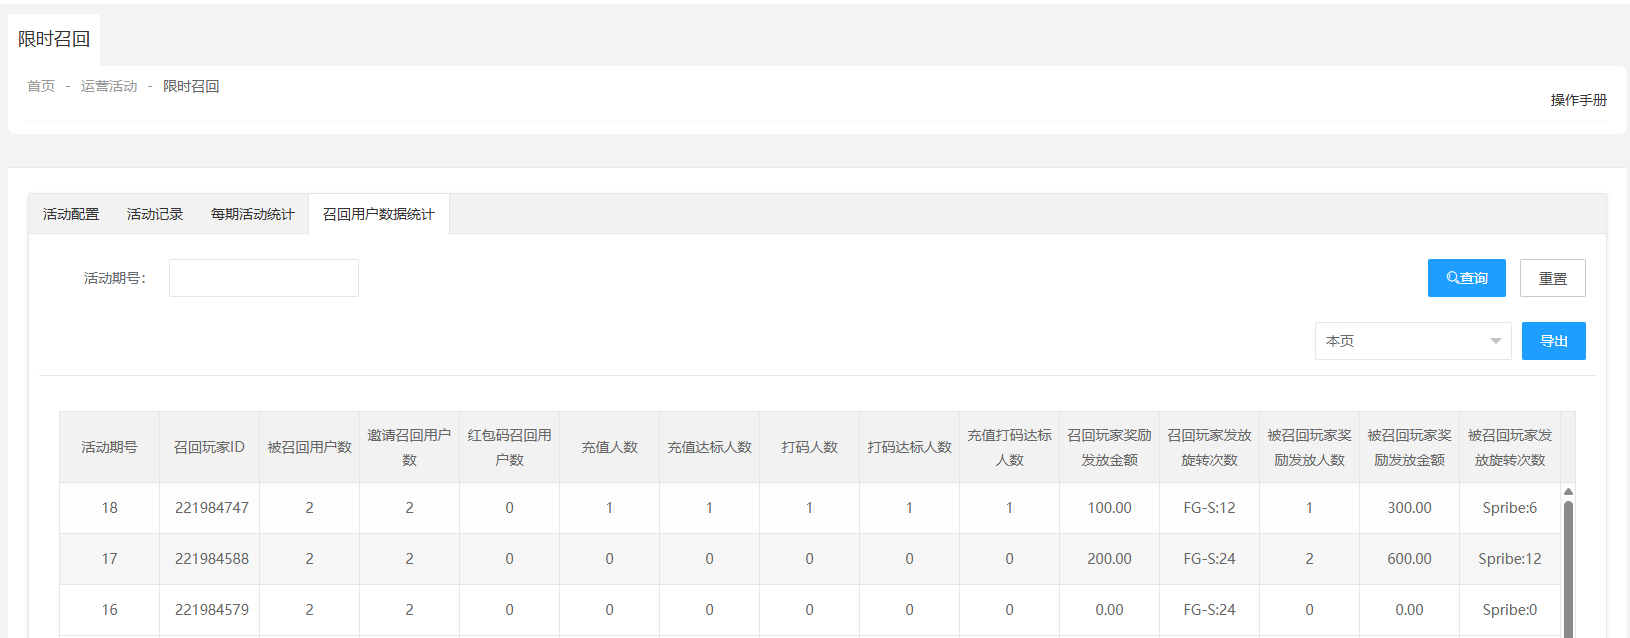 限时召回
首页 - 运营活动 - 限时召回
操作手册
活动配置 活动记录 每期活动统计 召回用户数据统计
活动期号：
查询 重置
本页 导出
活动期号 召回玩家ID 被召回用户数 邀请召回用户数 红包码召回用户数 充值人数 充值达标人数 打码人数 打码达标人数 充值打码达标人数 召回玩家奖励发放金额 召回玩家发放旋转次数 被召回玩家奖励发放人数 被召回玩家奖励发放金额 被召回玩家发放旋转次数
18 221984747 2 2 0 1 1 1 1 1 100.00 FG-S:12 1 300.00 Spribe:6
17 221984588 2 2 0 0 0 0 0 0 200.00 FG-S:24 2 600.00 Spribe:12
16 221984579 2 2 0 0 0 0 0 0 0.00 FG-S:24 0 0.00 Spribe:0